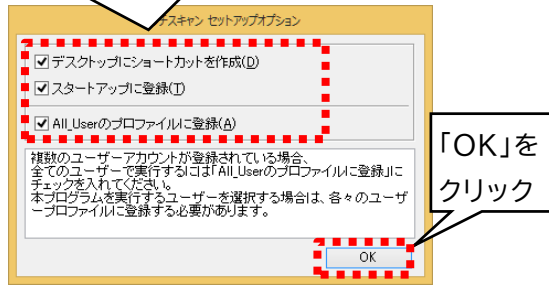 チスキャン セットアップオプション
デスクトップにショートカットを作成(D)
スタートアップに登録(T)
All_Userのプロファイルに登録(A)
複数のユーザーアカウントが登録されている場合、
全てのユーザーで実行するには「All_Userのプロファイルに登録」に
チェックを入れてください。
本プログラムを実行するユーザーを選択する場合は、各々のユーザ
ープロファイルに登録する必要があります。
OK
「OK」を
クリック